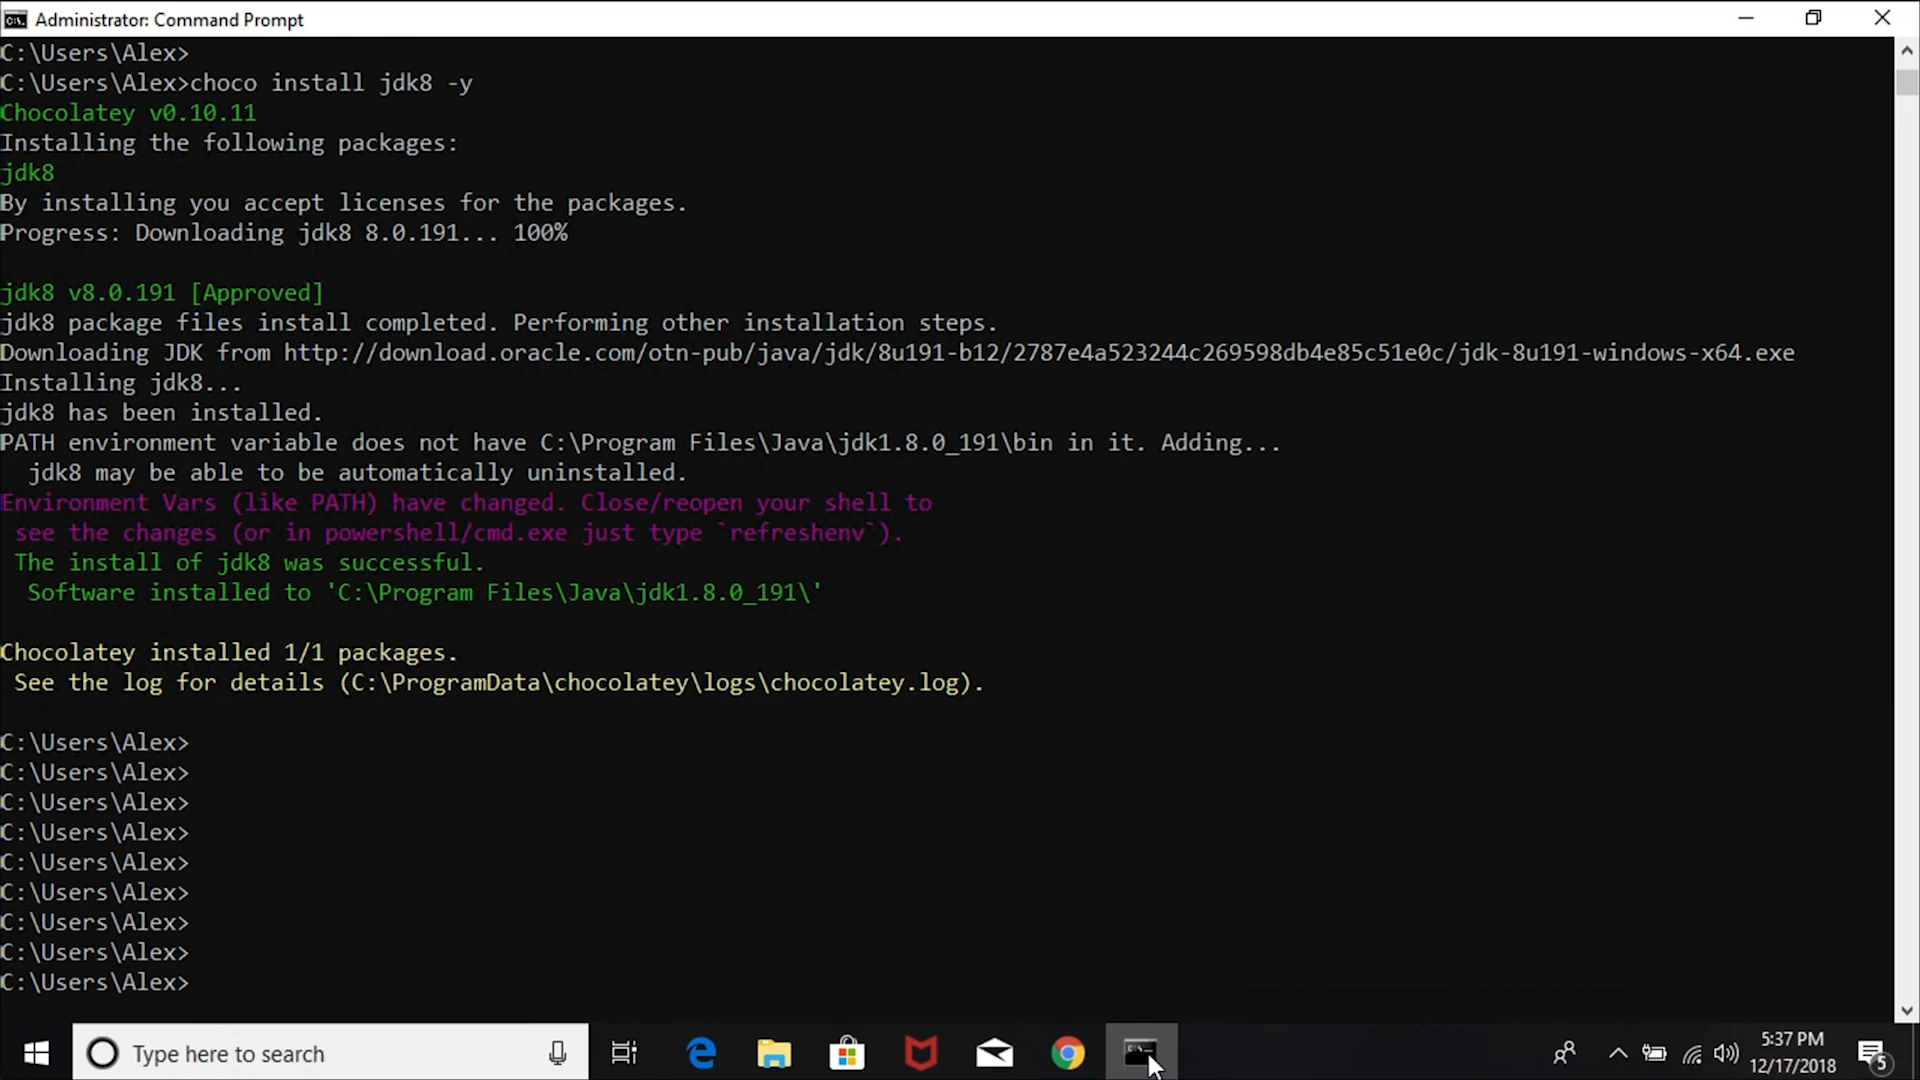 Administrator: Command Prompt
C:\Users\Alex>
C:\Users\Alex>choco install jdk8 -y
Chocolatey v0.10.11
Installing the following packages:
jdk8
By installing you accept licenses for the packages.
Progress: Downloading jdk8 8.0.191... 100%
jdk8 v8.0.191 [Approved]
jdk8 package files install completed. Performing other installation steps.
Downloading JDK from http://download.oracle.com/otn-pub/java/jdk/8u191-b12/2787e4a523244c269598db4e85c51e0c/jdk-8u191-windows-x64.exe
Installing jdk8...
jdk8 has been installed.
PATH environment variable does not have C:\Program Files\Java\jdk1.8.0_191\bin in it. Adding...
jdk8 may be able to be automatically uninstalled.
Environment Vars (like PATH) have changed. Close/reopen your shell to
see the changes (or in powershell/cmd.exe just type `refreshenv`).
The install of jdk8 was successful.
Software installed to 'C:\Program Files\Java\jdk1.8.0_191\'
Chocolatey installed 1/1 packages.
See the log for details (C:\ProgramData\chocolatey\logs\chocolatey.log).
C:\Users\Alex>
C:\Users\Alex>
C:\Users\Alex>
C:\Users\Alex>
C:\Users\Alex>
C:\Users\Alex>
C:\Users\Alex>
C:\Users\Alex>
C:\Users\Alex>
Type here to search
5:37 PM
12/17/2018
5